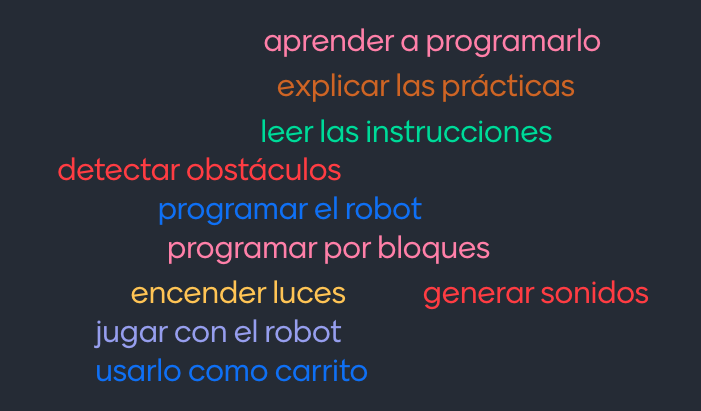 aprender a programarlo
explicar las prácticas
leer las instrucciones
detectar obstáculos
programar el robot
programar por bloques
encender luces
generar sonidos
jugar con el robot
usarlo como carrito